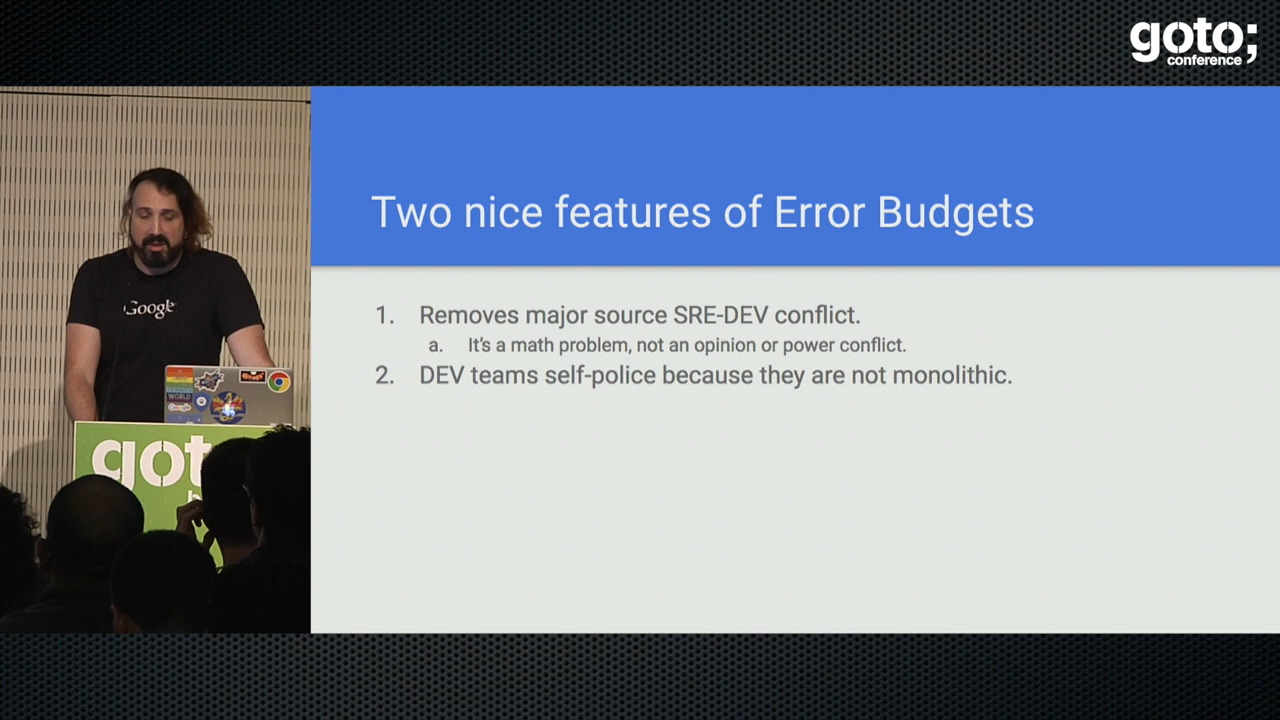 goto;
conference
Two nice features of Error Budgets
1. Removes major source SRE-DEV conflict.
a. It's a math problem, not an opinion or power conflict.
2. DEV teams self-police because they are not monolithic.
Google
WORLD
got